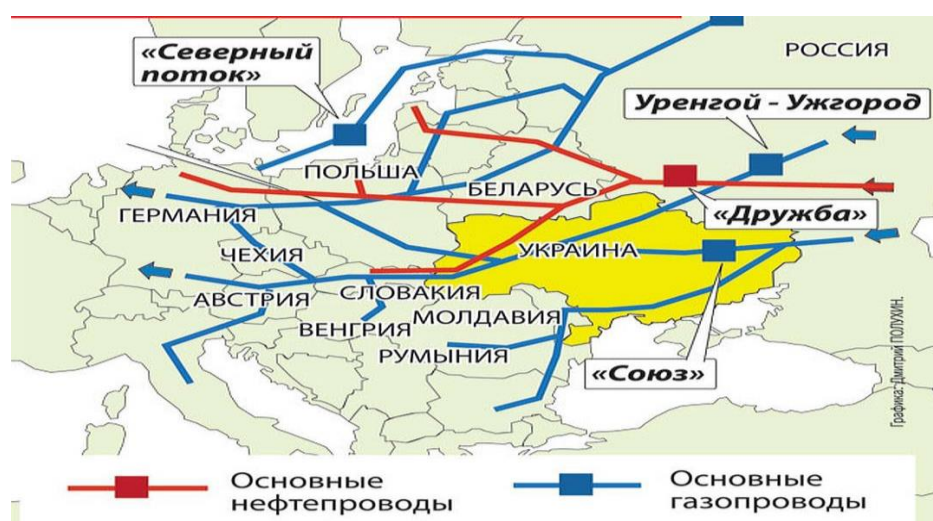 «Северный
поток»
РОССИЯ
Уренгой - Ужгород
ПОЛЬША
БЕЛАРУСЬ
«Дружба»
ГЕРМАНИЯ
УКРАИНА
ЧЕХИЯ
СЛОВАКИЯ
АВСТРИЯ
МОЛДАВИЯ
ВЕНГРИЯ
РУМЫНИЯ
«Союз»
Графика: Дмитрий ПОЛУХИН.
Основные
нефтепроводы
Основные
газопроводы